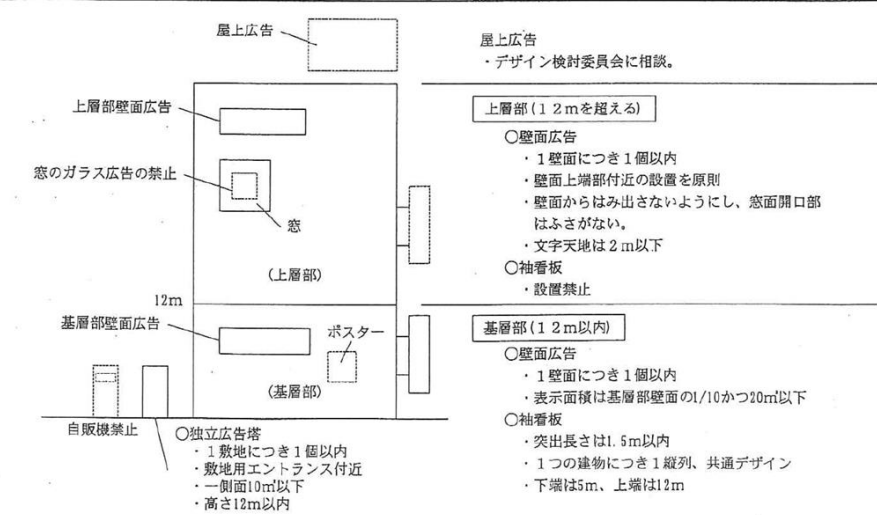 屋上広告
屋上広告
・デザイン検討委員会に相談。
上層部壁面広告
窓のガラス広告の禁止
窓
(上層部)
上層部(12mを超える)
○壁面広告
・1壁面につき1個以内
・壁面上端部付近の設置を原則
・壁面からはみ出さないようにし、窓面開口部
はふさがない。
・文字天地は2m以下
○袖看板
・設置禁止
12m
基層部壁面広告
ポスター
(基層部)
自販機禁止
基層部(12m以内)
○壁面広告
・1壁面につき1個以内
・表示面積は基層部壁面の1/10かつ20㎡以下
○袖看板
・突出長さは1.5m以内
・1つの建物につき1縦列、共通デザイン
・下端は5m、上端は12m
○独立広告塔
・1敷地につき1個以内
・敷地用エントランス付近
・一側面10㎡以下
・高さ12m以内